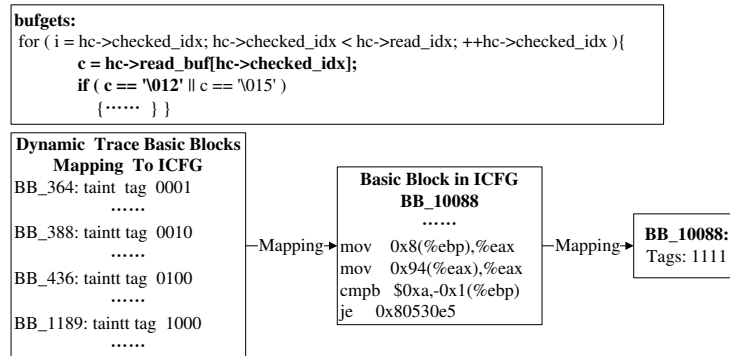 bufgets:
for ( i = hc->checked_idx; hc->checked_idx < hc->read_idx; ++hc->checked_idx ){
c = hc->read_buf[hc->checked_idx];
if ( c == '\012' || c == '\015' )
{…… } }
Dynamic Trace Basic Blocks
Mapping To ICFG
BB_364: taint tag 0001
……
BB_388: taintt tag 0010
……
BB_436: taintt tag 0100
……
BB_1189: taintt tag 1000
……
Mapping
Basic Block in ICFG
BB_10088
……
mov 0x8(%ebp),%eax
mov 0x94(%eax),%eax
cmpb $0xa,-0x1(%ebp)
je 0x80530e5
Mapping
BB_10088:
Tags: 1111